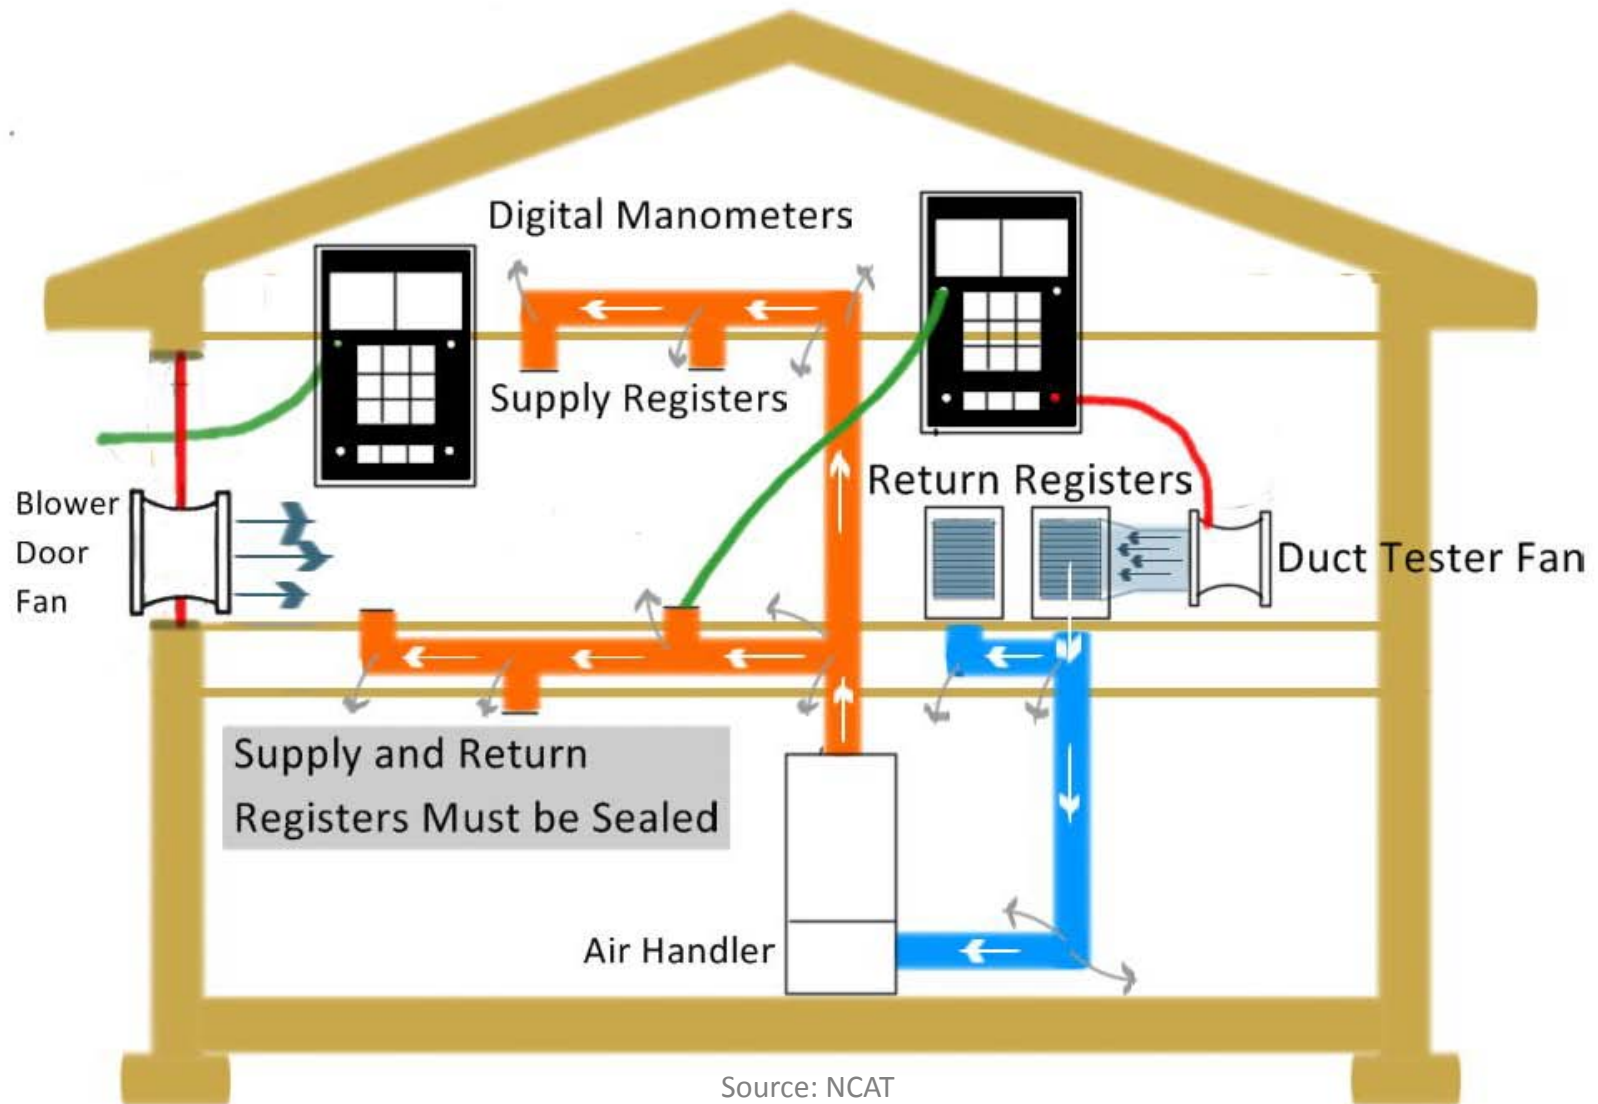 Digital Manometers
Supply Registers
Return Registers
Blower
Door
Fan
Duct Tester Fan
Supply and Return
Registers Must be Sealed
Air Handler
Source: NCAT